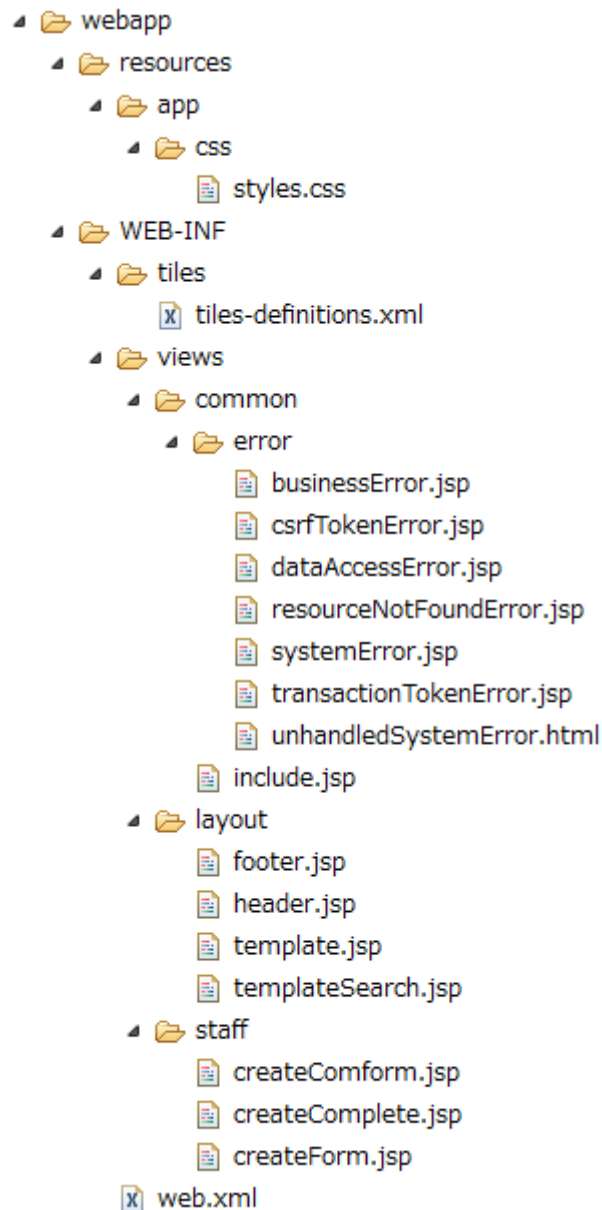 webapp
resources
app
css
styles.css
WEB-INF
tiles
tiles-definitions.xml
views
common
error
businessError.jsp
csrfTokenError.jsp
dataAccessError.jsp
resourceNotFoundError.jsp
systemError.jsp
transactionTokenError.jsp
unhandledSystemError.html
include.jsp
layout
footer.jsp
header.jsp
template.jsp
templateSearch.jsp
staff
createComform.jsp
createComplete.jsp
createForm.jsp
web.xml